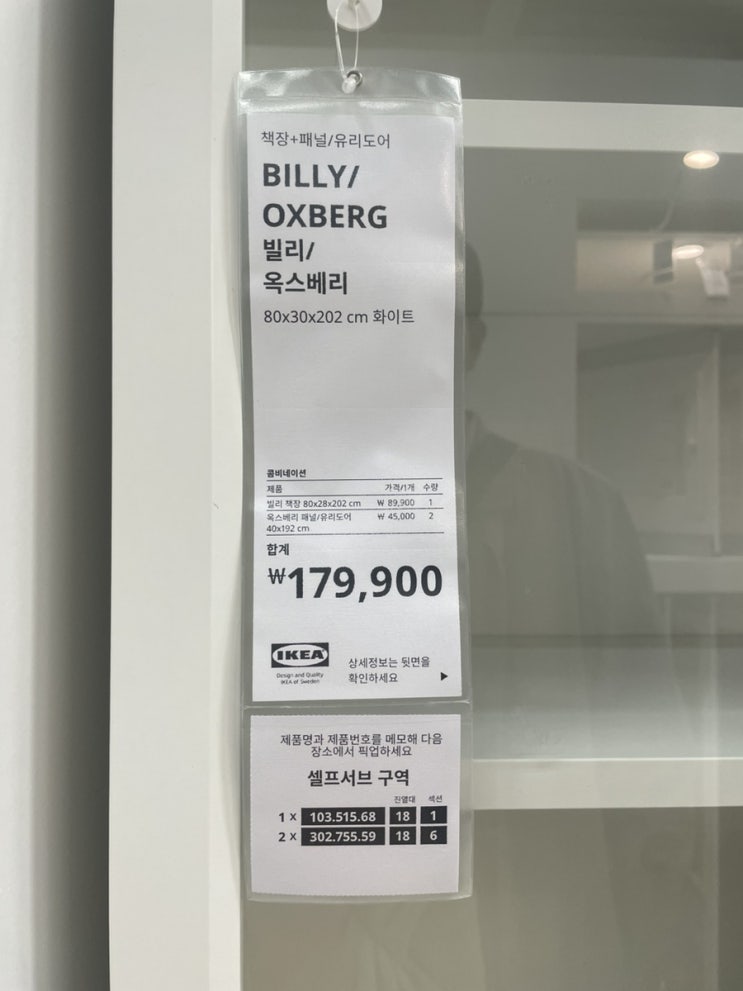 책장+패널/유리도어
BILLY/
OXBERG
빌리/
옥스베리
80x30x202 cm 화이트
콤비네이션
제품 가격/1개 수량
빌리 책장 80x28x202 cm ₩ 89,900 1
옥스베리 패널/유리도어 ₩ 45,000 2
40x192 cm
합계
₩179,900
IKEA
Design and Quality
IKEA of Sweden
상세정보는 뒷면을
확인하세요 ▶
제품명과 제품번호를 메모해 다음
장소에서 픽업하세요
셀프서브 구역
진열대 섹션
1 x 103.515.68 18 1
2 x 302.755.59 18 6